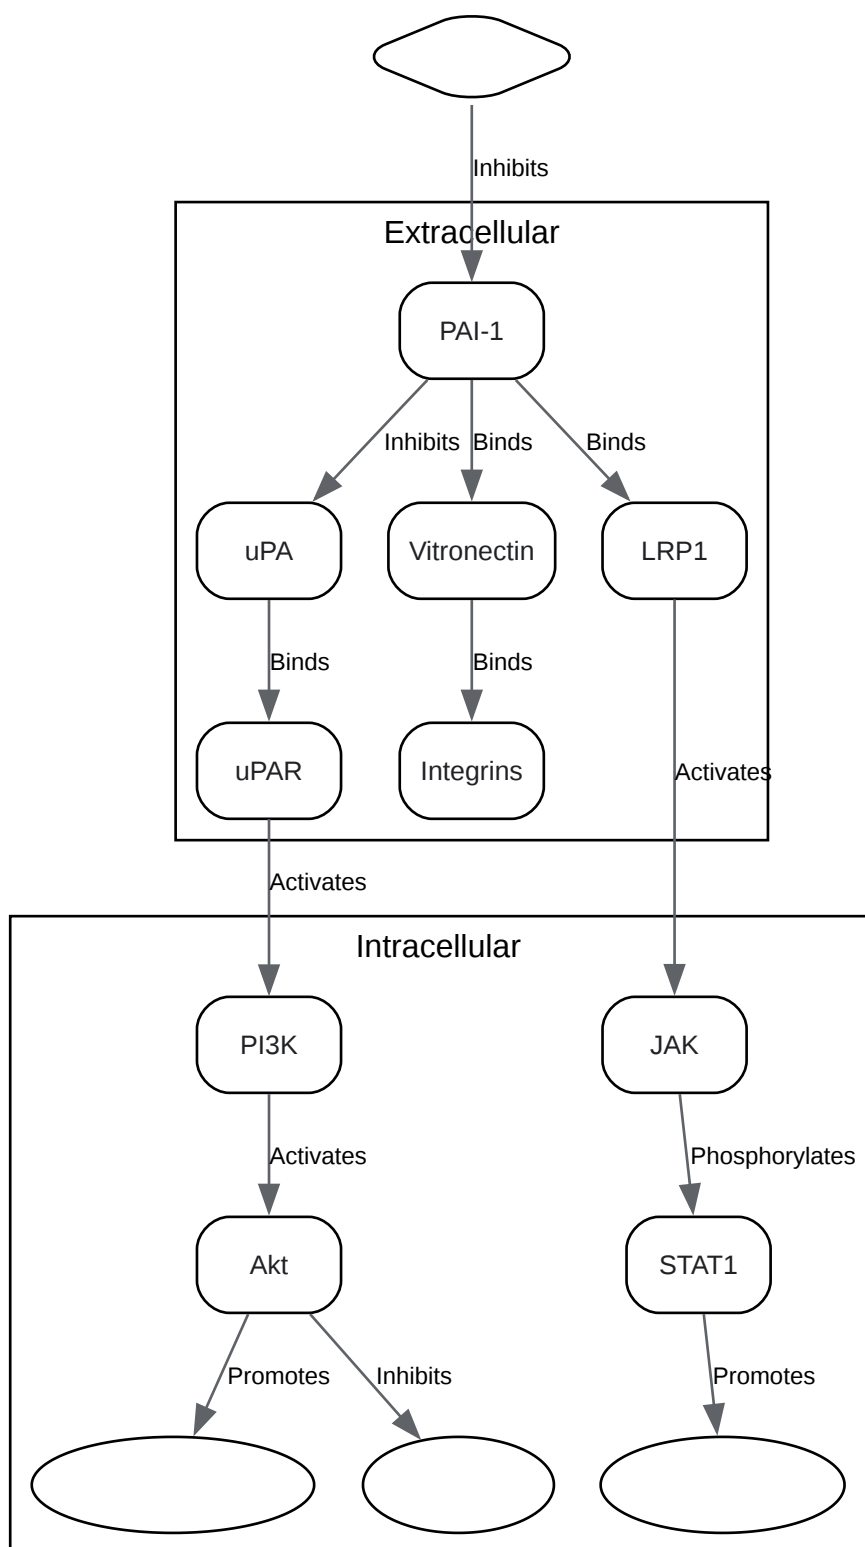 Inhibits
Extracellular
PAI-1
Inhibits
Binds
Binds
uPA
Vitronectin
LRP1
Binds
Binds
uPAR
Integrins
Activates
Activates
Intracellular
PI3K
JAK
Activates
Phosphorylates
Akt
STAT1
Promotes
Inhibits
Promotes